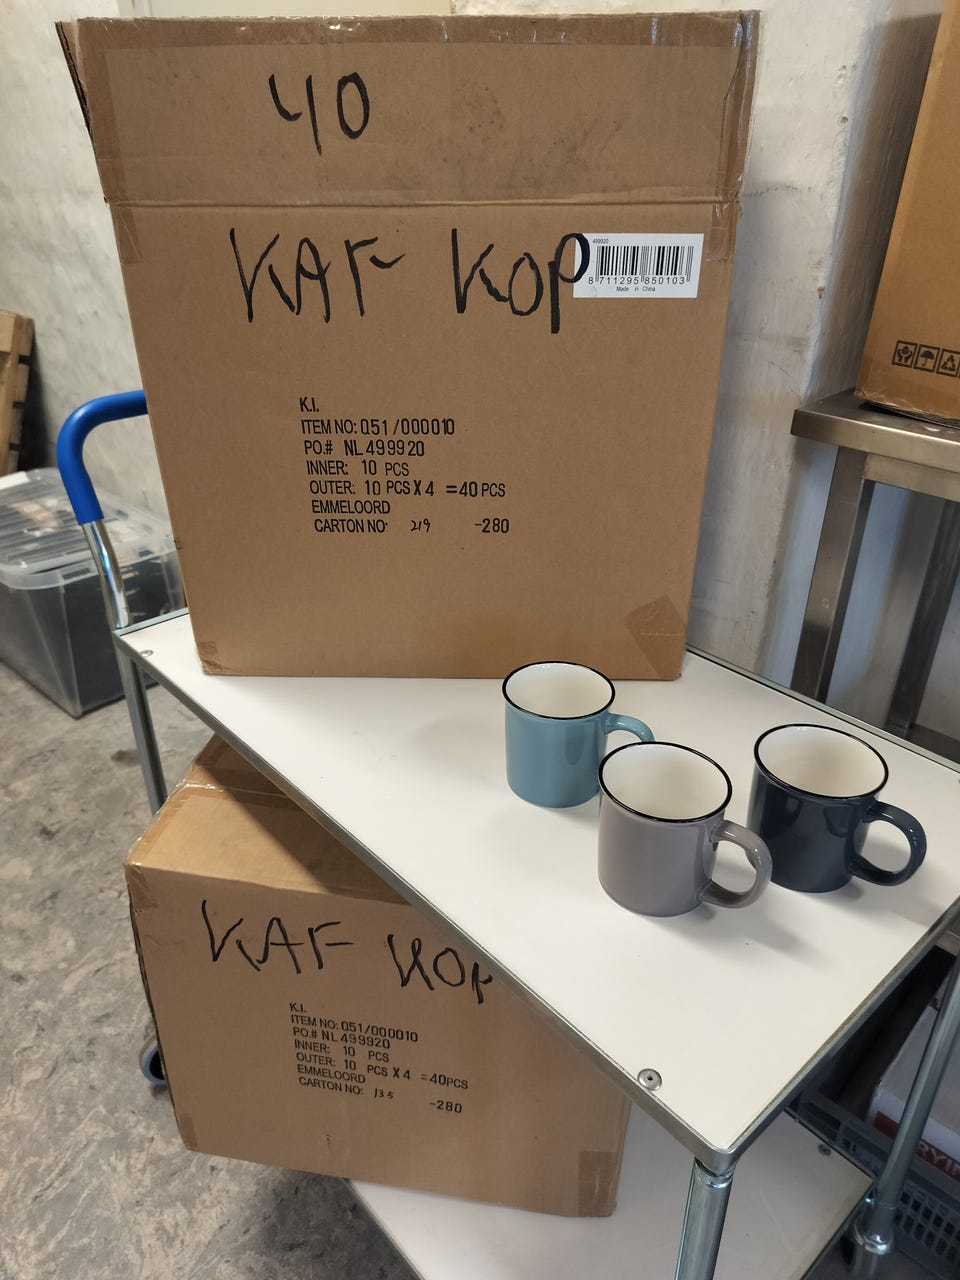 40
KAF KOP
499920
8 711295 850103
Made in China
K.I.
ITEM NO: Q51/000010
PO.# NL499920
INNER: 10 PCS
OUTER: 10 PCS X 4 =40 PCS
EMMELOORD
CARTON NO: 219 -280
KAF KOP
K.I.
ITEM NO: Q51/000010
PO.# NL499920
INNER: 10 PCS
OUTER: 10 PCS X 4 =40PCS
EMMELOORD
CARTON NO: 135 -280